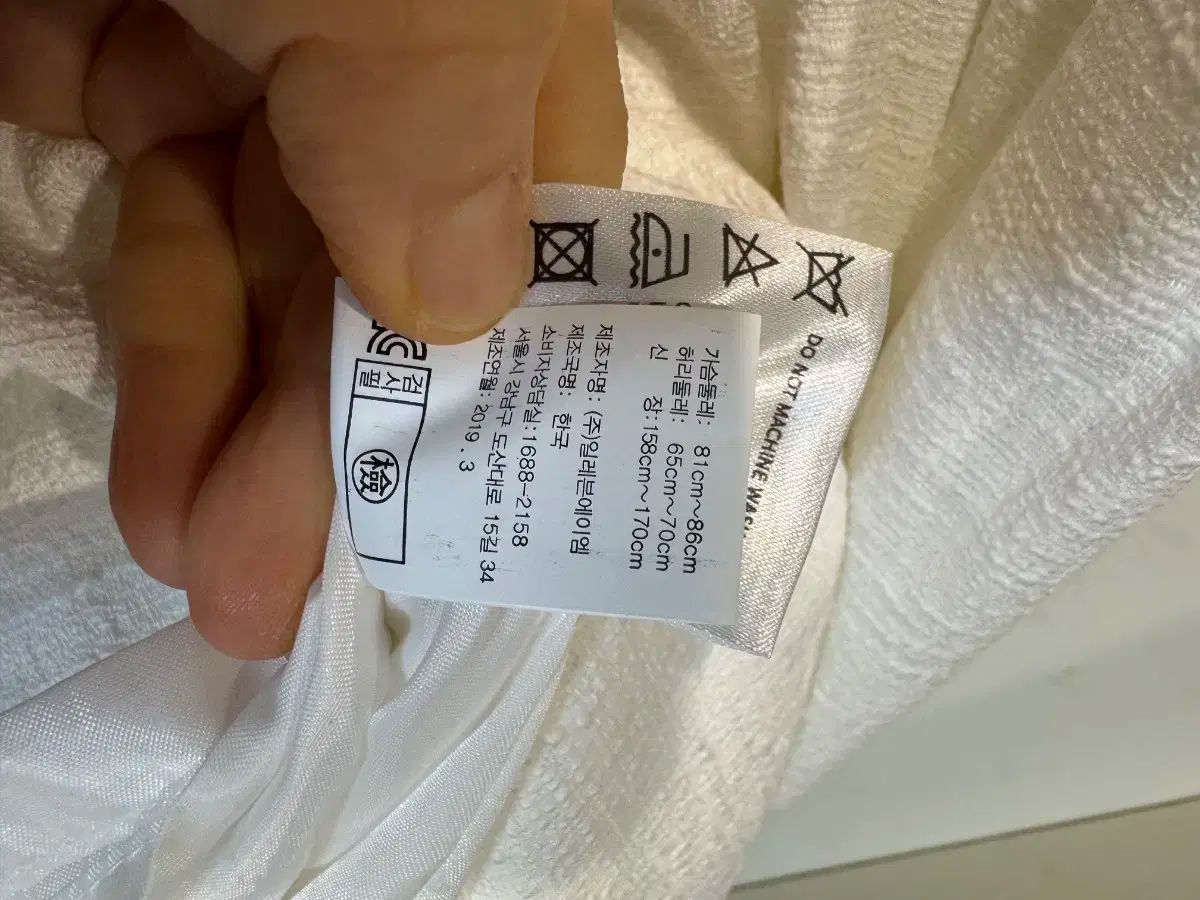 DO NOT MACHINE WASH
가슴둘레: 81cm~86cm
허리둘레: 65cm~70cm
신 장:158cm~170cm
제조자명: (주)일레븐에이엠
제조국명: 한국
소비자상담실:1688-2158
서울시 강남구 도산대로 15길 34
제조연월: 2019. 3
검사필
檢